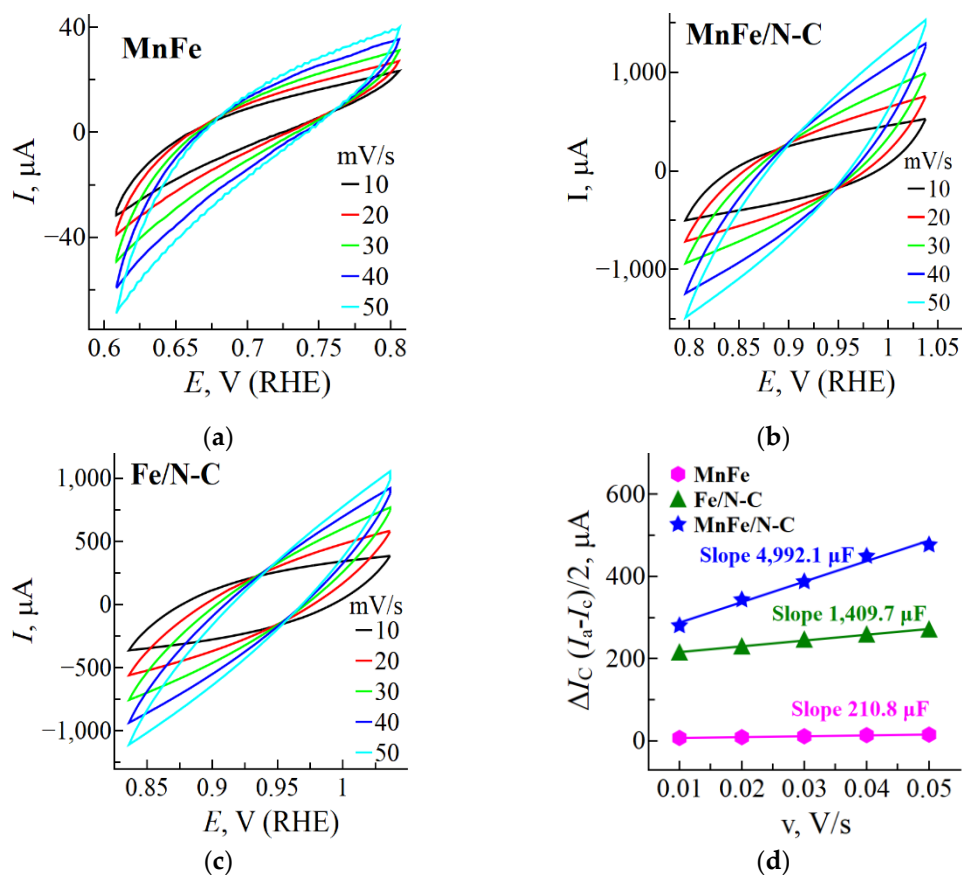 MnFe
I, µA
40
0
−40
mV/s
10
20
30
40
50
0.6 0.65 0.7 0.75 0.8
E, V (RHE)
(a)
MnFe/N-C
I, µA
1,000
0
−1,000
mV/s
10
20
30
40
50
0.8 0.85 0.9 0.95 1 1.05
E, V (RHE)
(b)
Fe/N-C
I, µA
1,000
500
0
−500
−1,000
mV/s
10
20
30
40
50
0.85 0.9 0.95 1
E, V (RHE)
(c)
MnFe
Fe/N-C
MnFe/N-C
ΔIC (Ia-Ic)/2, µA
600
400
200
0
Slope 4,992.1 µF
Slope 1,409.7 µF
Slope 210.8 µF
0.01 0.02 0.03 0.04 0.05
v, V/s
(d)